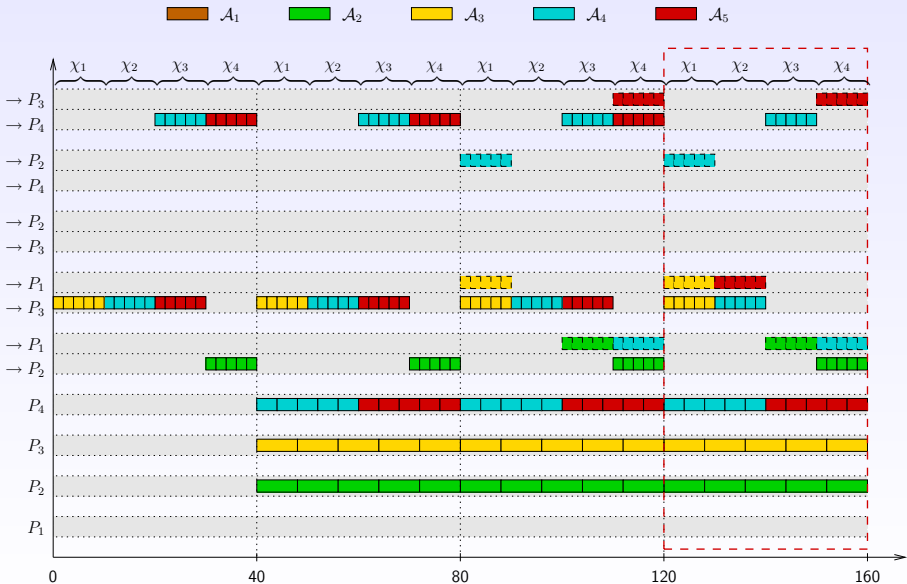 𝒜₁ 𝒜₂ 𝒜₃ 𝒜₄ 𝒜₅
χ₁ χ₂ χ₃ χ₄ χ₁ χ₂ χ₃ χ₄ χ₁ χ₂ χ₃ χ₄ χ₁ χ₂ χ₃ χ₄
→ P₃
→ P₄
→ P₂
→ P₄
→ P₂
→ P₃
→ P₁
→ P₃
→ P₁
→ P₂
P₄
P₃
P₂
P₁
0 40 80 120 160